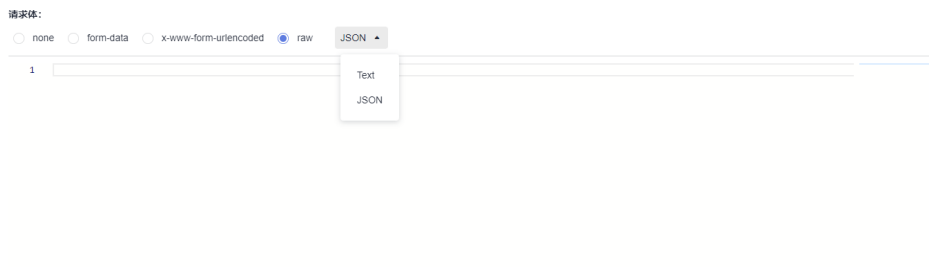 请求体:
none form-data x-www-form-urlencoded raw JSON
1
Text
JSON